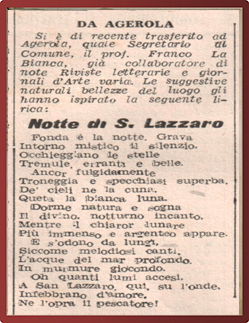 DA AGEROLA
Si è di recente trasferito ad
Agerola, quale Segretario di
Comune, il prof. Franco La
Bianca, già collaboratore di
note Riviste letterarie e gior-
nali d'Arte varia. Le suggestive
naturali bellezze del luogo gli
hanno ispirato la seguente li-
rica:
Notte di S. Lazzaro
Fonda è la notte. Grava
Intorno mistico il silenzio.
Occhieggiano le stelle
Tremule, erranti e belle.
Ancor fulgidamente
Troneggia e specchiasi superba,
De' cieli ne la cuna,
Queta la bianca luna.
Dorme natura e sogna
Il divino, notturno incanto.
Mentre il chiaror lunare
Più immenso e argenteo appare.
E s'odono da lungi,
Siccome melodiosi canti,
L'acque del mar profondo,
In murmure giocondo.
Oh quanti lumi accesi,
A San Lazzaro, qui, su l'onde.
Infebbrano d'amore,
Ne l'opra il pescatore!